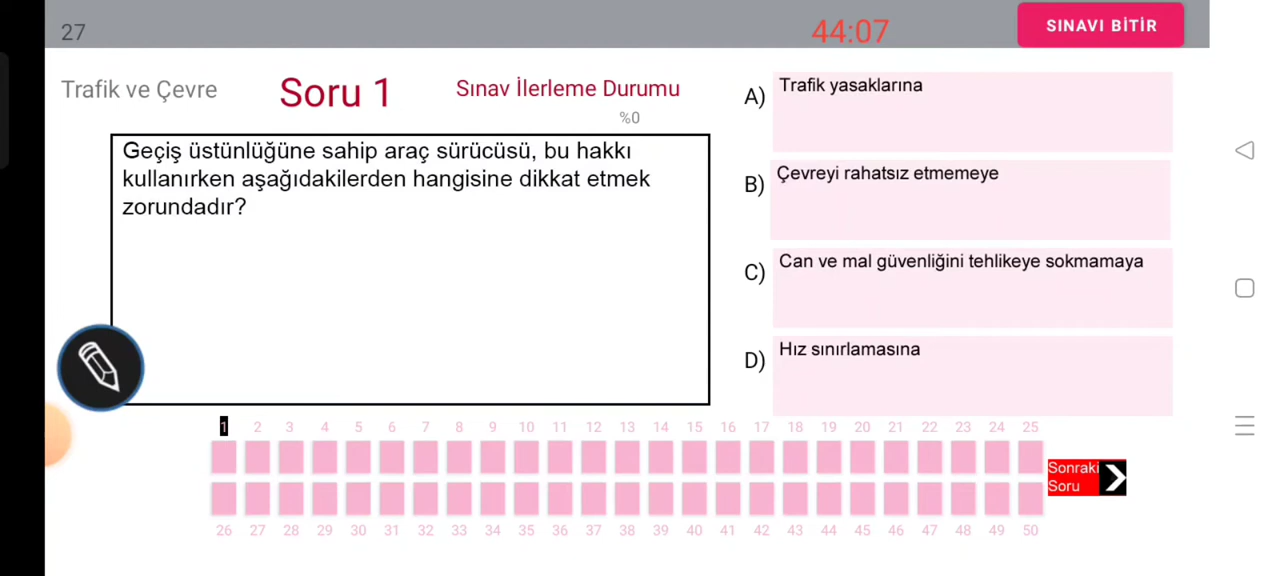 27
44:07
SINAVI BİTİR
Trafik ve Çevre
Soru 1
Sınav İlerleme Durumu
%0
Geçiş üstünlüğüne sahip araç sürücüsü, bu hakkı
kullanırken aşağıdakilerden hangisine dikkat etmek
zorundadır?
A) Trafik yasaklarına
B) Çevreyi rahatsız etmemeye
C) Can ve mal güvenliğini tehlikeye sokmamaya
D) Hız sınırlamasına
1 2 3 4 5 6 7 8 9 10 11 12 13 14 15 16 17 18 19 20 21 22 23 24 25
Sonraki
Soru
26 27 28 29 30 31 32 33 34 35 36 37 38 39 40 41 42 43 44 45 46 47 48 49 50